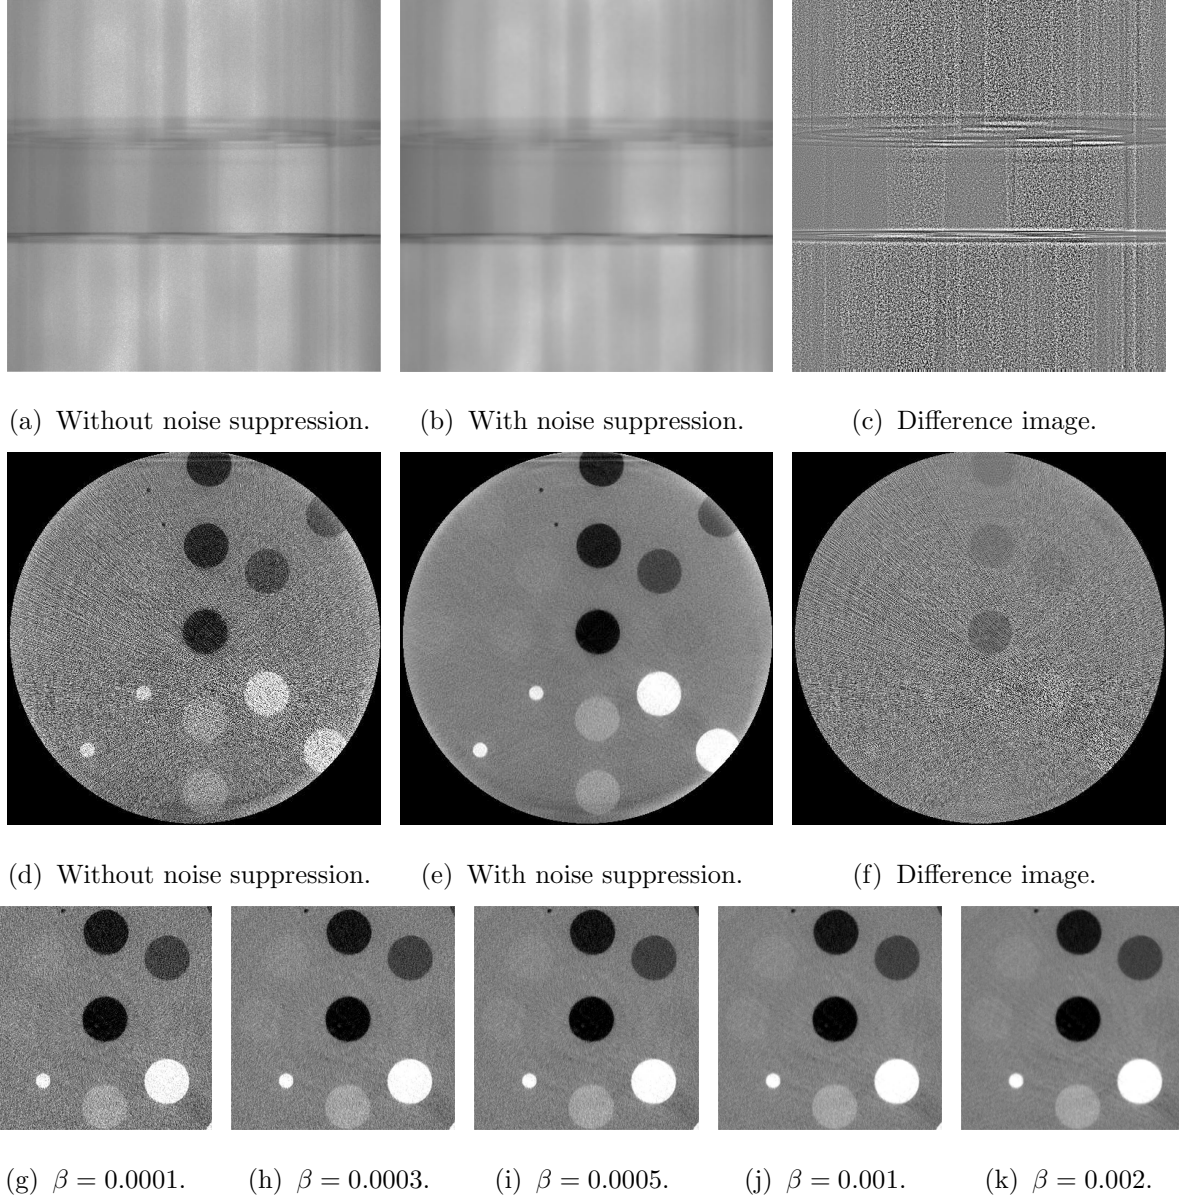 (a) Without noise suppression. (b) With noise suppression. (c) Difference image.
(d) Without noise suppression. (e) With noise suppression. (f) Difference image.
(g) β = 0.0001. (h) β = 0.0003. (i) β = 0.0005. (j) β = 0.001. (k) β = 0.002.